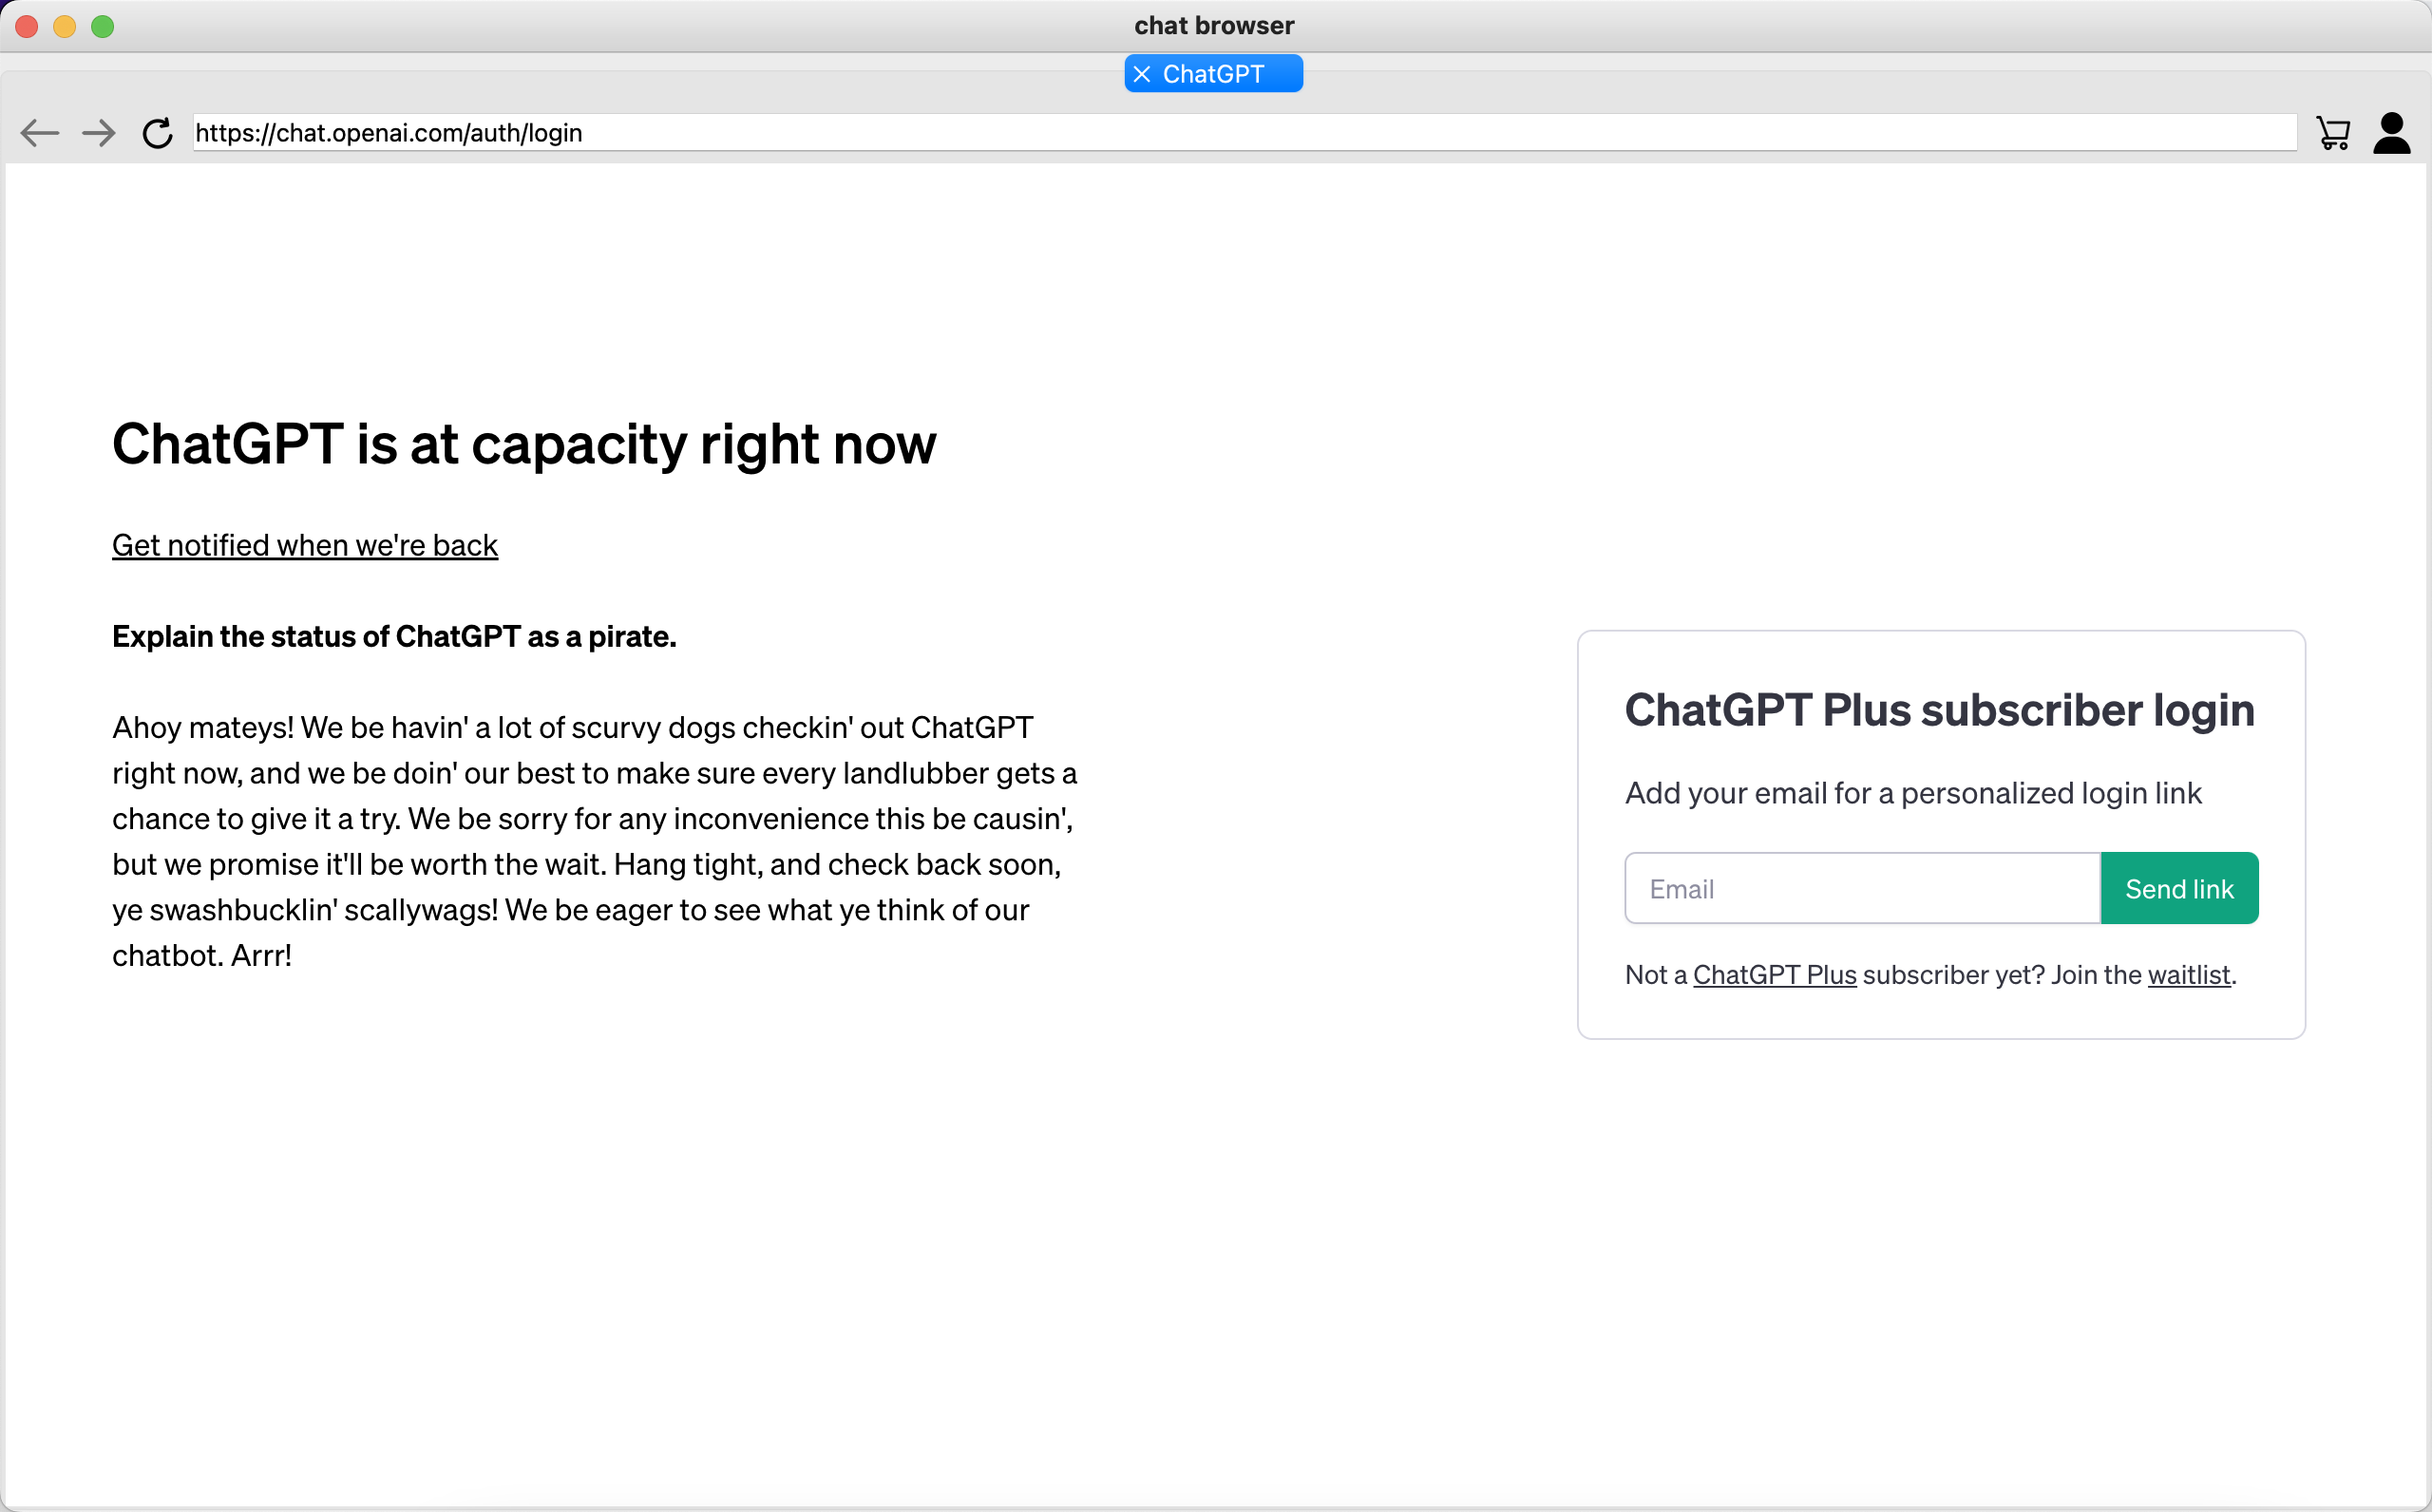 chat browser
ChatGPT
https://chat.openai.com/auth/login
ChatGPT is at capacity right now
Get notified when we're back
Explain the status of ChatGPT as a pirate.
Ahoy mateys! We be havin' a lot of scurvy dogs checkin' out ChatGPT
right now, and we be doin' our best to make sure every landlubber gets a
chance to give it a try. We be sorry for any inconvenience this be causin',
but we promise it'll be worth the wait. Hang tight, and check back soon,
ye swashbucklin' scallywags! We be eager to see what ye think of our
chatbot. Arrr!
ChatGPT Plus subscriber login
Add your email for a personalized login link
Email
Send link
Not a ChatGPT Plus subscriber yet? Join the waitlist.